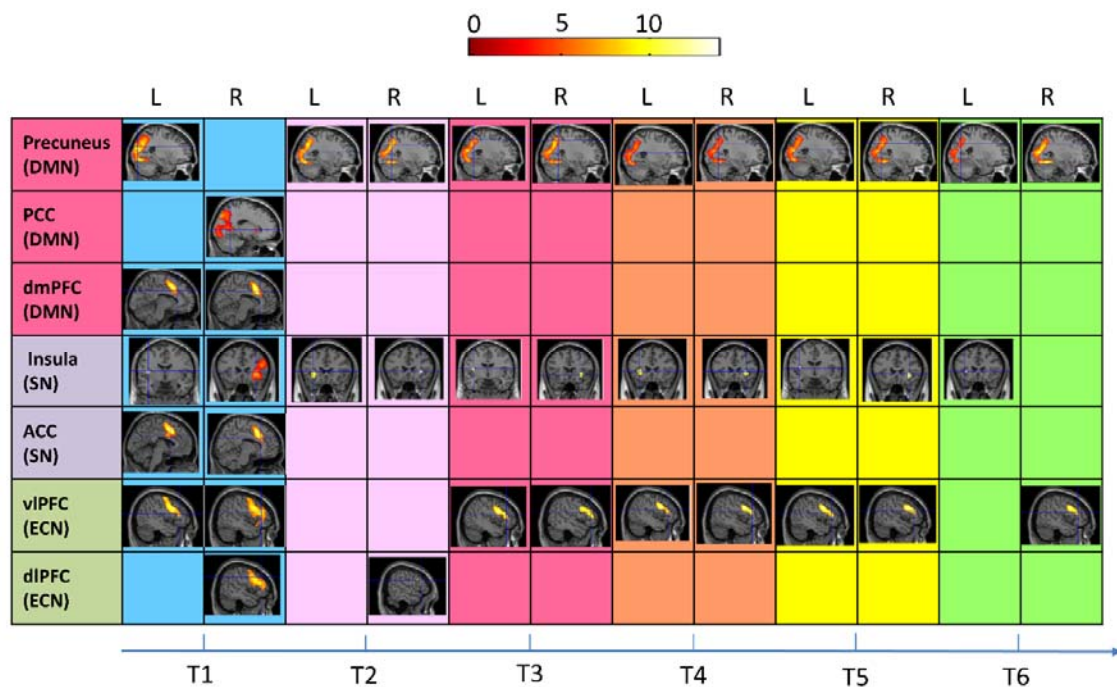 0 5 10
L R L R L R L R L R L R
Precuneus
(DMN)
PCC
(DMN)
dmPFC
(DMN)
Insula
(SN)
ACC
(SN)
vlPFC
(ECN)
dlPFC
(ECN)
T1 T2 T3 T4 T5 T6